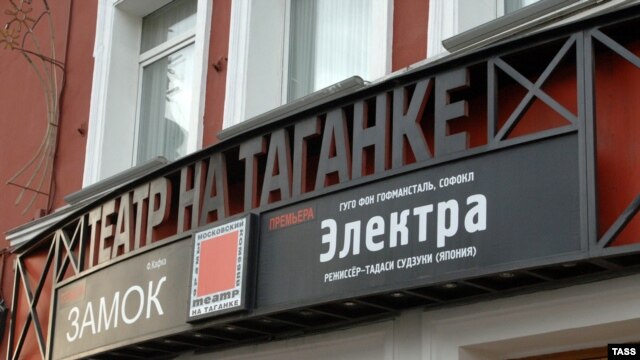 ТЕАТР НА ТАГАНКЕ
Ф.Кафка
ЗАМОК
МОСКОВСКИЙ
театр
НА ТАГАНКЕ
ПРЕМЬЕРА
ГУГО ФОН ГОФМАНСТАЛЬ, СОФОКЛ
Электра
РЕЖИССЁР-ТАДАСИ СУДЗУКИ (ЯПОНИЯ)
TASS